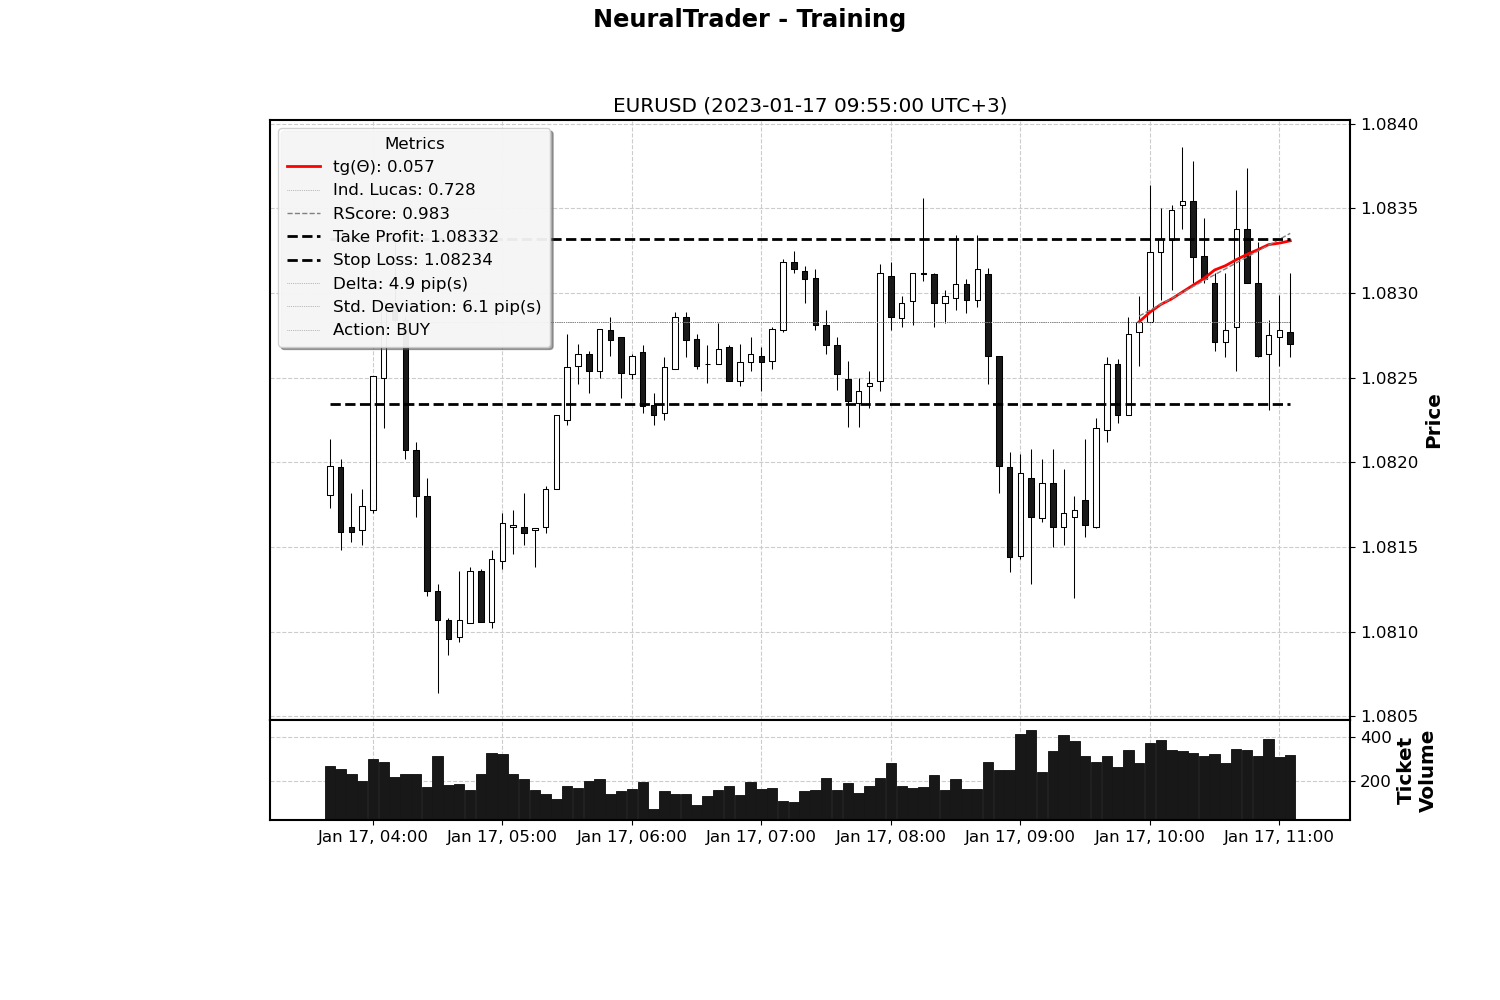 NeuralTrader - Training
EURUSD (2023-01-17 09:55:00 UTC+3)
Metrics
tg(Θ): 0.057
Ind. Lucas: 0.728
RScore: 0.983
Take Profit: 1.08332
Stop Loss: 1.08234
Delta: 4.9 pip(s)
Std. Deviation: 6.1 pip(s)
Action: BUY
1.0840
1.0835
1.0830
1.0825
1.0820
1.0815
1.0810
1.0805
Price
400
200
Ticket
Volume
Jan 17, 04:00
Jan 17, 05:00
Jan 17, 06:00
Jan 17, 07:00
Jan 17, 08:00
Jan 17, 09:00
Jan 17, 10:00
Jan 17, 11:00